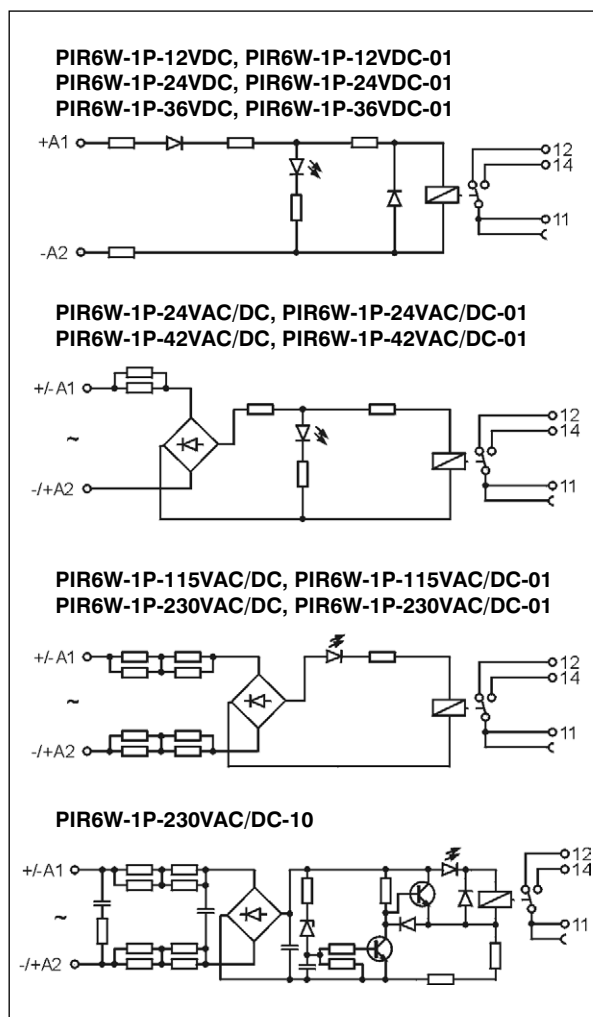 PIR6W-1P-12VDC, PIR6W-1P-12VDC-01
PIR6W-1P-24VDC, PIR6W-1P-24VDC-01
PIR6W-1P-36VDC, PIR6W-1P-36VDC-01
+A1
12
14
11
-A2
PIR6W-1P-24VAC/DC, PIR6W-1P-24VAC/DC-01
PIR6W-1P-42VAC/DC, PIR6W-1P-42VAC/DC-01
+/-A1
12
14
~
-/+A2
11
PIR6W-1P-115VAC/DC, PIR6W-1P-115VAC/DC-01
PIR6W-1P-230VAC/DC, PIR6W-1P-230VAC/DC-01
+/-A1
12
14
~
11
-/+A2
PIR6W-1P-230VAC/DC-10
12
+/-A1
14
~
11
-/+A2